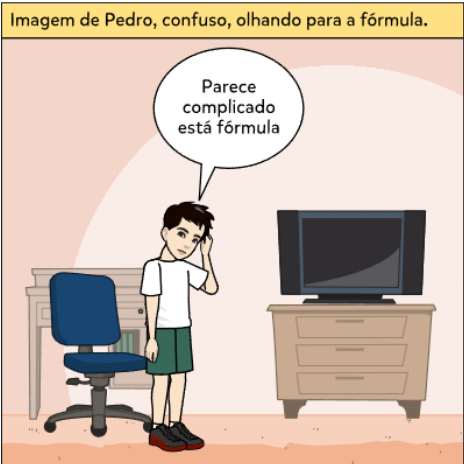 Imagem de Pedro, confuso, olhando para a fórmula.
Parece
complicado
está fórmula